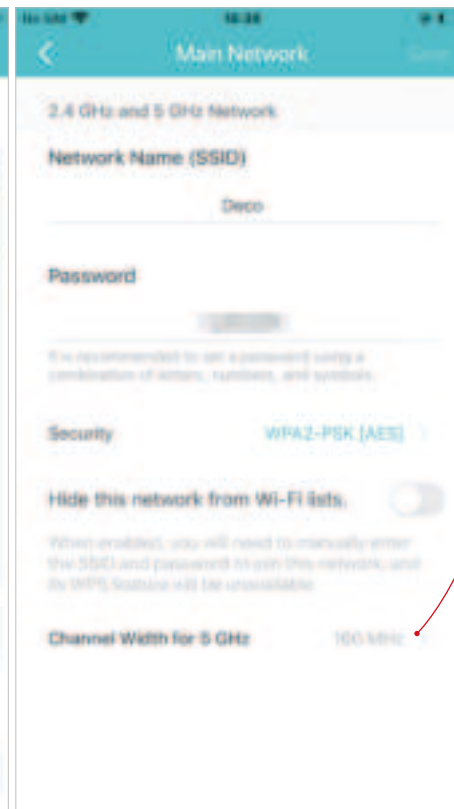 No SIM
Main Network
2.4 GHz and 5 GHz Network
Network Name (SSID)
Deco
Password
It is recommended to set a password using a
combination of letters, numbers, and symbols.
Security WPA2-PSK [AES]
Hide this network from Wi-Fi lists.
When enabled, you will need to manually enter
the SSID and password to join this network, and
its WPS feature will be unavailable.
Channel Width for 5 GHz 160 MHz